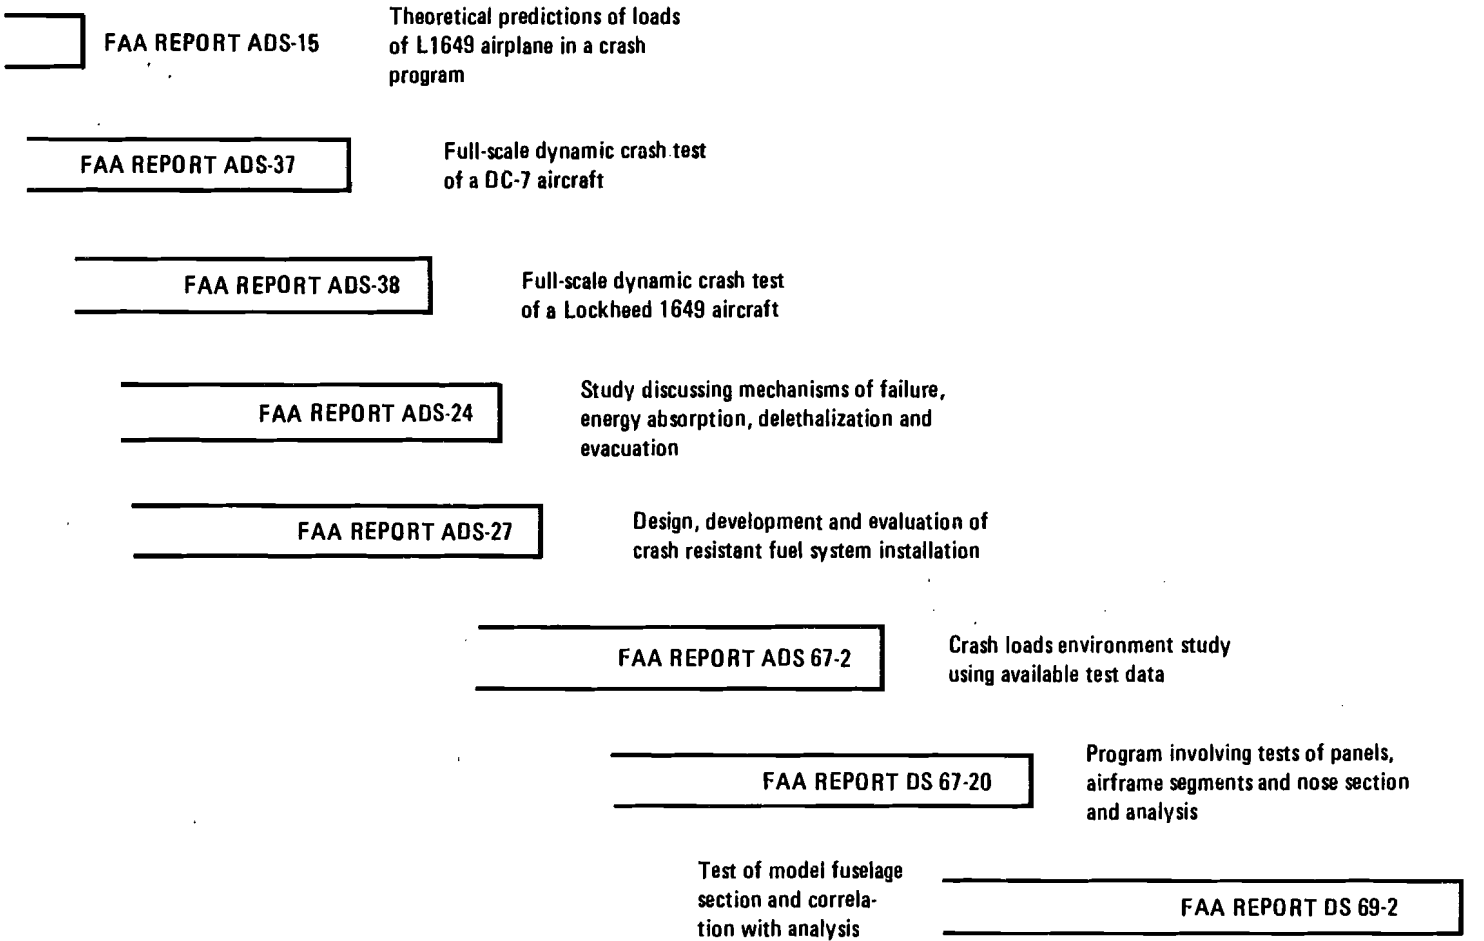 FAA REPORT ADS-15
Theoretical predictions of loads
of L1649 airplane in a crash
program
FAA REPORT ADS-37
Full-scale dynamic crash test
of a DC-7 aircraft
FAA REPORT ADS-38
Full-scale dynamic crash test
of a Lockheed 1649 aircraft
FAA REPORT ADS-24
Study discussing mechanisms of failure,
energy absorption, delethalization and
evacuation
FAA REPORT ADS-27
Design, development and evaluation of
crash resistant fuel system installation
FAA REPORT ADS 67-2
Crash loads environment study
using available test data
FAA REPORT DS 67-20
Program involving tests of panels,
airframe segments and nose section
and analysis
Test of model fuselage
section and correla-
tion with analysis
FAA REPORT DS 69-2